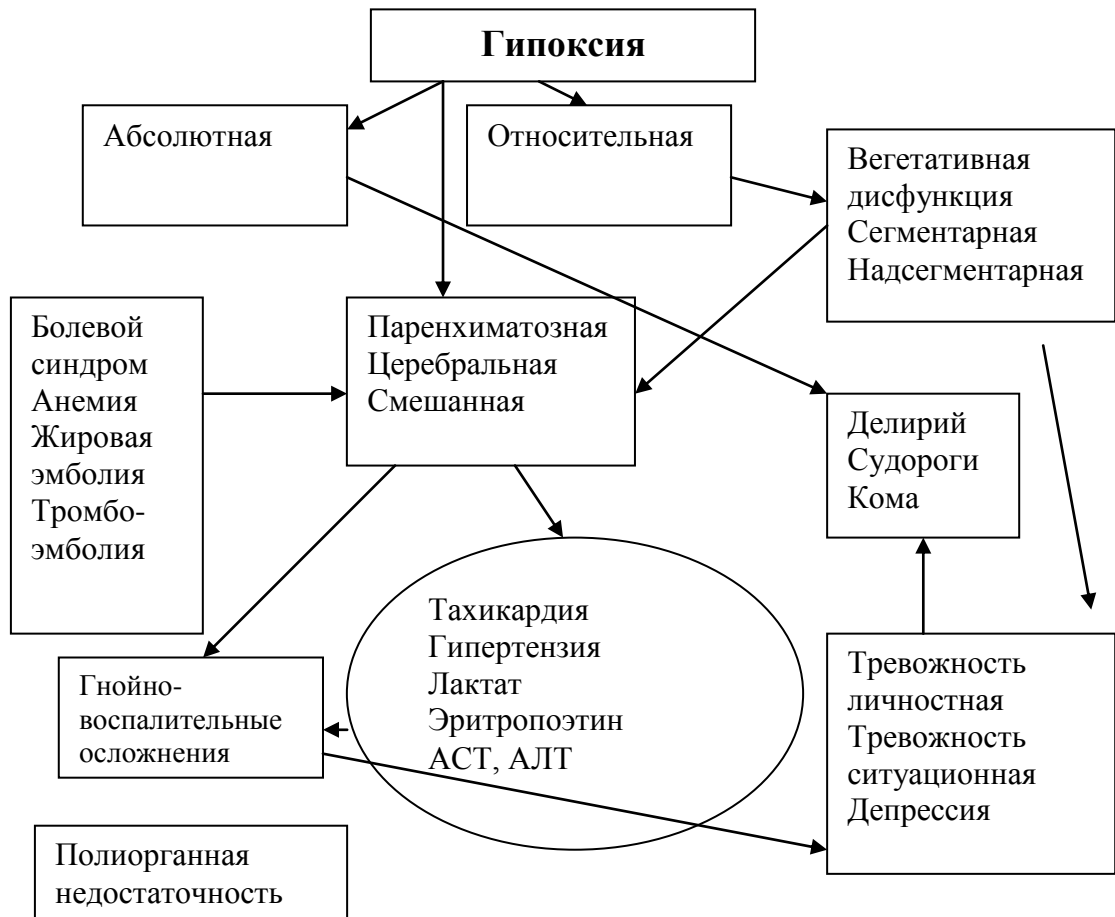 Гипоксия
Абсолютная
Относительная
Вегетативная
дисфункция
Сегментарная
Надсегментарная
Болевой
синдром
Анемия
Жировая
эмболия
Тромбо-
эмболия
Паренхиматозная
Церебральная
Смешанная
Делирий
Судороги
Кома
Тахикардия
Гипертензия
Лактат
Эритропоэтин
АСТ, АЛТ
Гнойно-
воспалительные
осложнения
Тревожность
личностная
Тревожность
ситуационная
Депрессия
Полиорганная
недостаточность